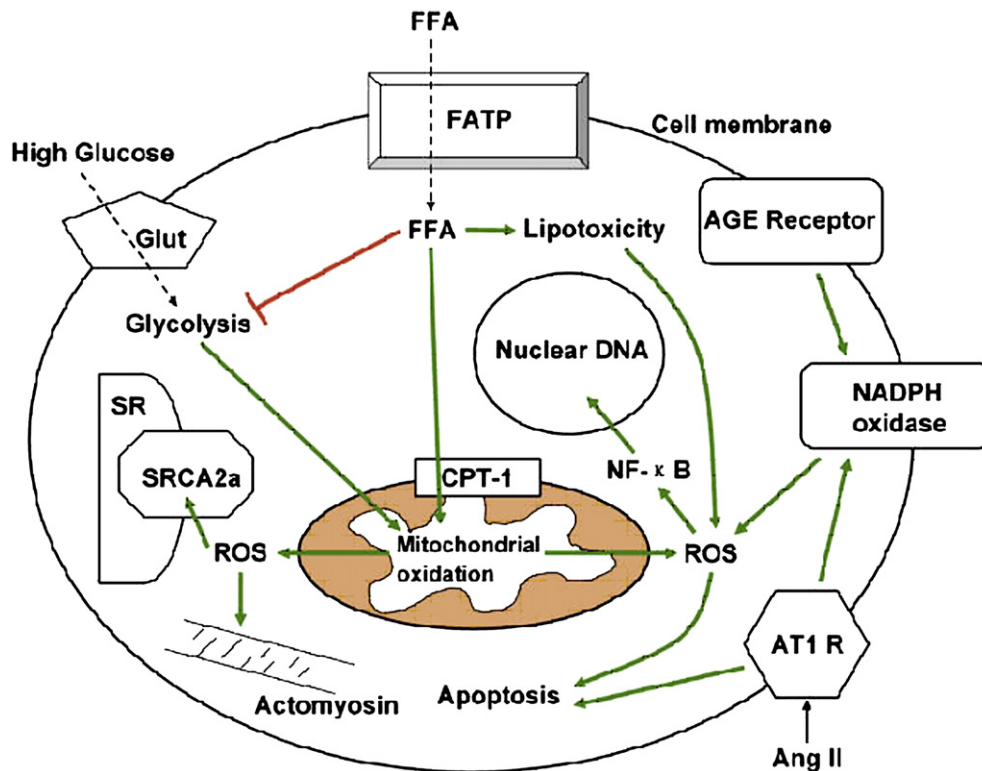 FFA
FATP
Cell membrane
High Glucose
Glut
AGE Receptor
FFA
Lipotoxicity
Glycolysis
Nuclear DNA
NADPH
oxidase
SR
SRCA2a
CPT-1
NF-κB
ROS
Mitochondrial
oxidation
ROS
AT1 R
Actomyosin
Apoptosis
Ang II